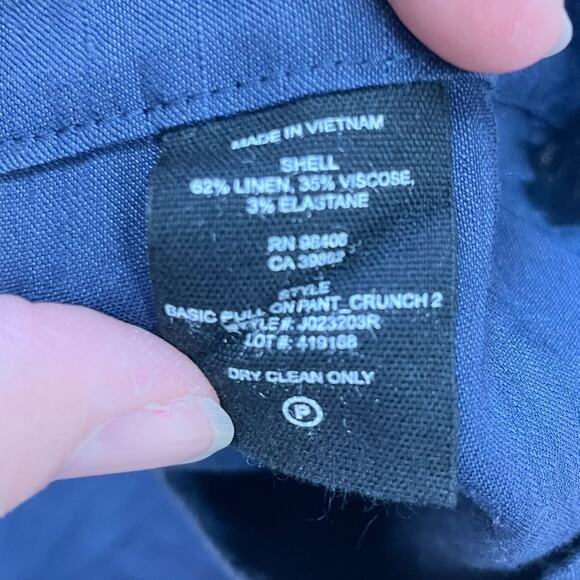 MADE IN VIETNAM
SHELL
62% LINEN, 35% VISCOSE,
3% ELASTANE
RN 98408
CA
STYLE
BASIC PULL ON PANT_CRUNCH 2
STYLE#: J023203R
LOT#: 419168
DRY CLEAN ONLY
P